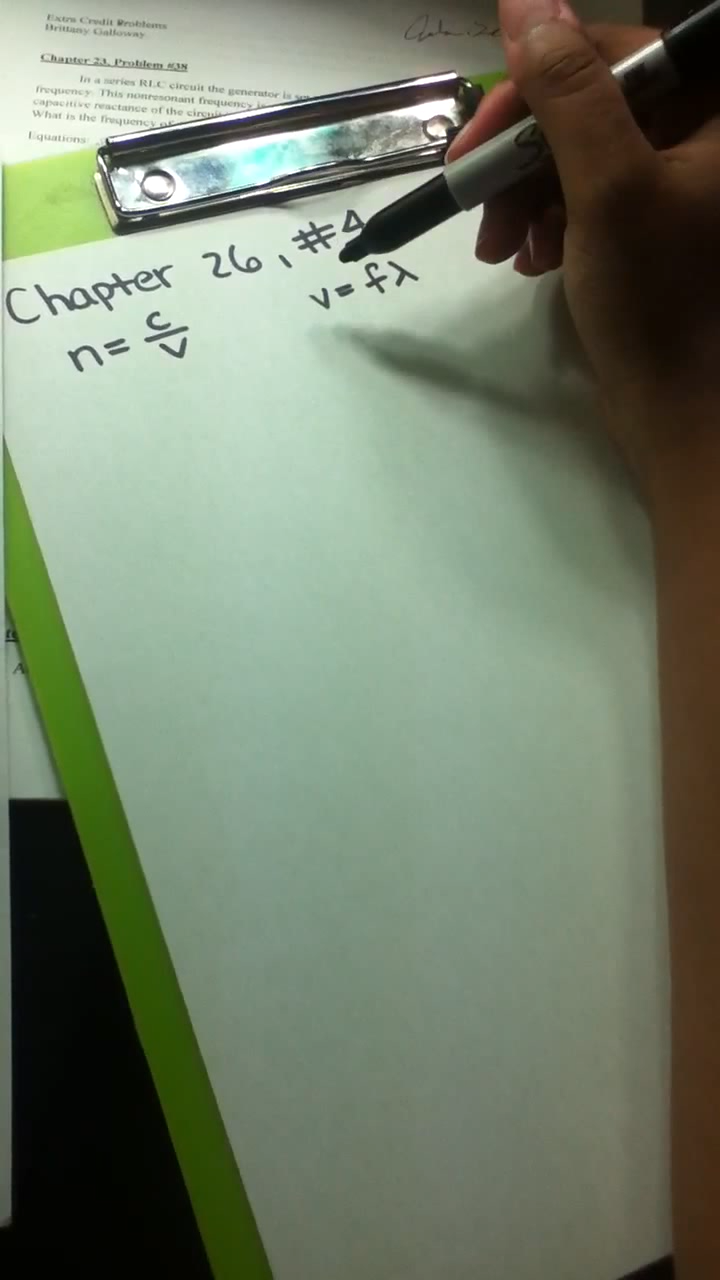 Extra Credit Problems
Brittany Galloway
Chapter 23, Problem #38
In a series RLC circuit the generator is
frequency. This nonresonant frequency
capacitive reactance of the
What is the frequency
Equations:
Chapter 26, #4
v = fλ
n = c/v
A